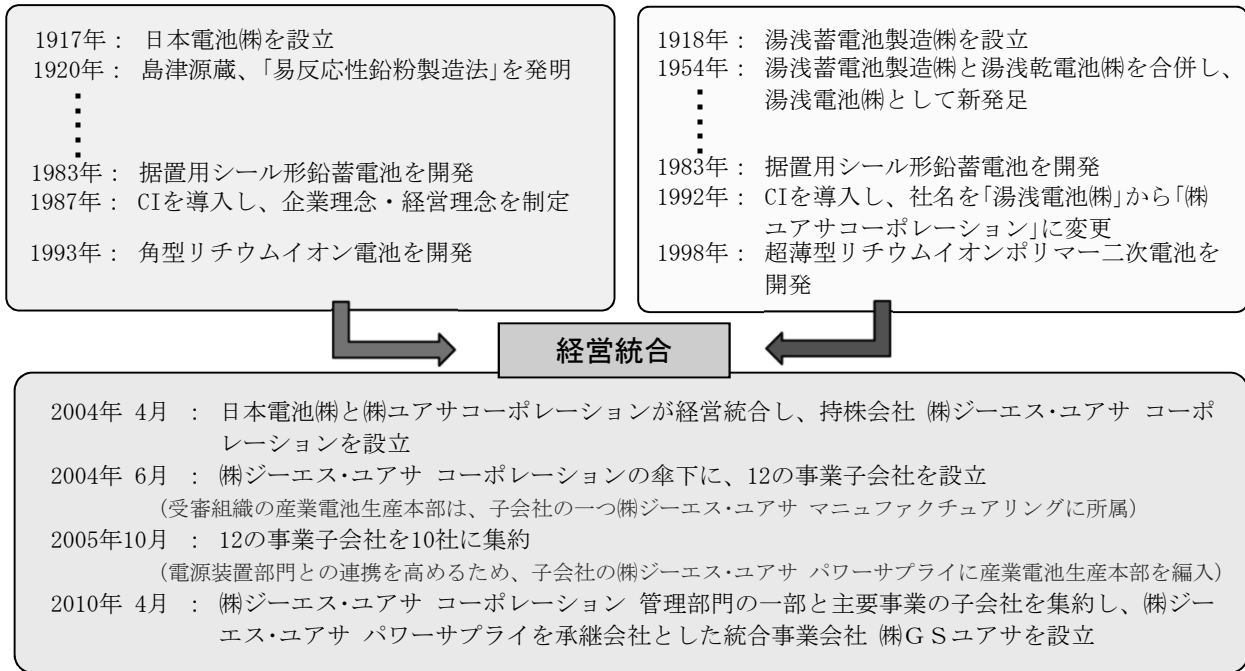 1917年： 日本電池㈱を設立
1920年： 島津源蔵、｢易反応性鉛粉製造法｣を発明
1983年： 据置用シール形鉛蓄電池を開発
1987年： CIを導入し、企業理念・経営理念を制定
1993年： 角型リチウムイオン電池を開発
1918年： 湯浅蓄電池製造㈱を設立
1954年： 湯浅蓄電池製造㈱と湯浅乾電池㈱を合併し、
湯浅電池㈱として新発足
1983年： 据置用シール形鉛蓄電池を開発
1992年： CIを導入し、社名を｢湯浅電池㈱｣から｢㈱
ユアサコーポレーション｣に変更
1998年： 超薄型リチウムイオンポリマー二次電池を
開発
経営統合
2004年 4月 ： 日本電池㈱と㈱ユアサコーポレーションが経営統合し、持株会社 ㈱ジーエス･ユアサ コーポ
レーションを設立
2004年 6月 ： ㈱ジーエス･ユアサ コーポレーションの傘下に、12の事業子会社を設立
（受審組織の産業電池生産本部は、子会社の一つ㈱ジーエス･ユアサ マニュファクチュアリングに所属）
2005年10月 ： 12の事業子会社を10社に集約
（電源装置部門との連携を高めるため、子会社の㈱ジーエス･ユアサ パワーサプライに産業電池生産本部を編入）
2010年 4月 ： ㈱ジーエス･ユアサ コーポレーション 管理部門の一部と主要事業の子会社を集約し、㈱ジー
エス･ユアサ パワーサプライを承継会社とした統合事業会社 ㈱ＧＳユアサを設立